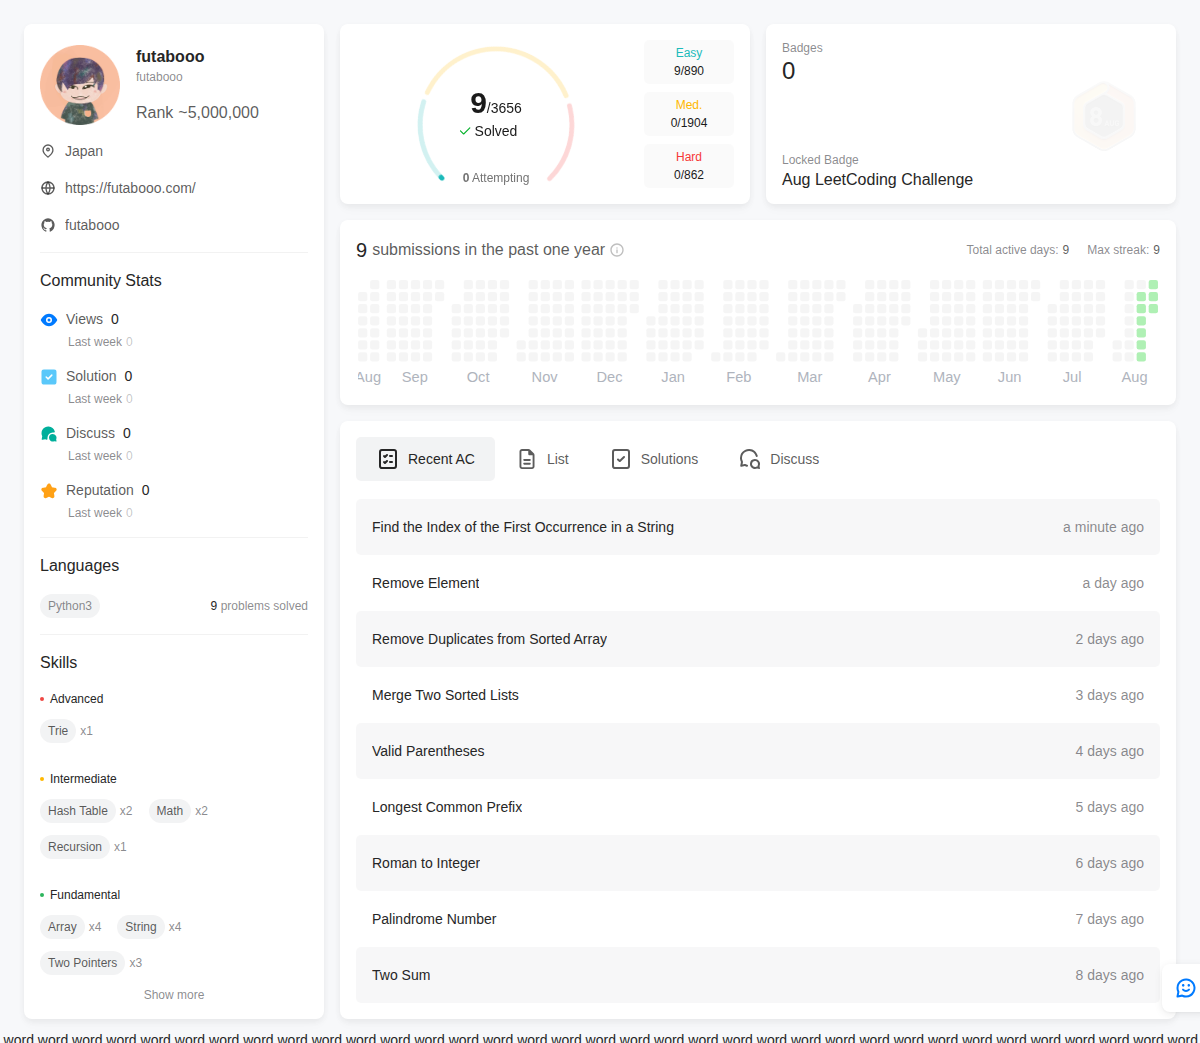 futabooo
futabooo
Rank ~5,000,000
Japan
https://futabooo.com/
futabooo
Community Stats
Views 0
Last week 0
Solution 0
Last week 0
Discuss 0
Last week 0
Reputation 0
Last week 0
Languages
Python3 9 problems solved
Skills
Advanced
Trie x1
Intermediate
Hash Table x2 Math x2
Recursion x1
Fundamental
Array x4 String x4
Two Pointers x3
Show more
9/3656
Solved
0 Attempting
Easy
9/890
Med.
0/1904
Hard
0/862
Badges
0
Locked Badge
Aug LeetCoding Challenge
9 submissions in the past one year Total active days: 9 Max streak: 9
Aug Sep Oct Nov Dec Jan Feb Mar Apr May Jun Jul Aug
Recent AC List Solutions Discuss
Find the Index of the First Occurrence in a String a minute ago
Remove Element a day ago
Remove Duplicates from Sorted Array 2 days ago
Merge Two Sorted Lists 3 days ago
Valid Parentheses 4 days ago
Longest Common Prefix 5 days ago
Roman to Integer 6 days ago
Palindrome Number 7 days ago
Two Sum 8 days ago
word word word word word word word word word word word word word word word word word word word word word word word word word word word word word word word word word word word